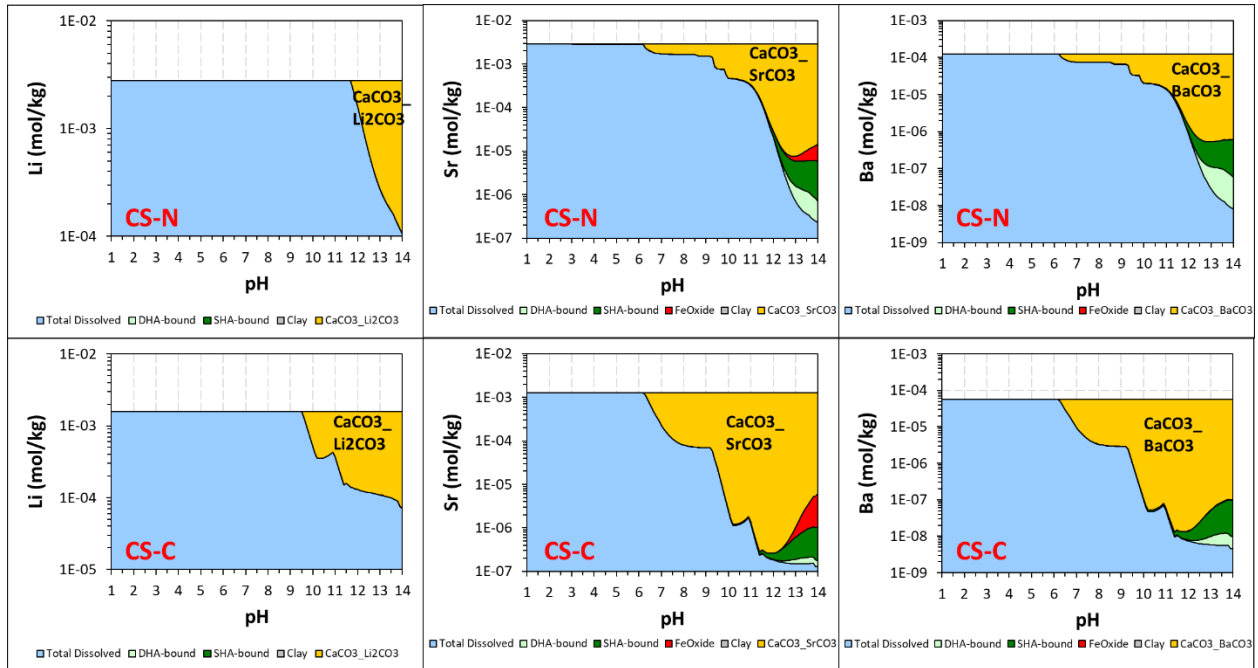 1E-02
1E-03
1E-04
Li (mol/kg)
CaCO3_
Li2CO3
CS-N
1 2 3 4 5 6 7 8 9 10 11 12 13 14
pH
Total Dissolved DHA-bound SHA-bound Clay CaCO3_Li2CO3
1E-02
1E-03
1E-04
1E-05
1E-06
1E-07
Sr (mol/kg)
CaCO3_
SrCO3
CS-N
1 2 3 4 5 6 7 8 9 10 11 12 13 14
pH
Total Dissolved DHA-bound SHA-bound FeOxide Clay CaCO3_SrCO3
1E-03
1E-04
1E-05
1E-06
1E-07
1E-08
1E-09
Ba (mol/kg)
CaCO3_
BaCO3
CS-N
1 2 3 4 5 6 7 8 9 10 11 12 13 14
pH
Total Dissolved DHA-bound SHA-bound FeOxide Clay CaCO3_BaCO3
1E-02
1E-03
1E-04
1E-05
Li (mol/kg)
CaCO3_
Li2CO3
CS-C
1 2 3 4 5 6 7 8 9 10 11 12 13 14
pH
Total Dissolved DHA-bound SHA-bound Clay CaCO3_Li2CO3
1E-02
1E-03
1E-04
1E-05
1E-06
1E-07
Sr (mol/kg)
CaCO3_
SrCO3
CS-C
1 2 3 4 5 6 7 8 9 10 11 12 13 14
pH
Total Dissolved DHA-bound SHA-bound FeOxide Clay CaCO3_SrCO3
1E-03
1E-04
1E-05
1E-06
1E-07
1E-08
1E-09
Ba (mol/kg)
CaCO3_
BaCO3
CS-C
1 2 3 4 5 6 7 8 9 10 11 12 13 14
pH
Total Dissolved DHA-bound SHA-bound FeOxide Clay CaCO3_BaCO3